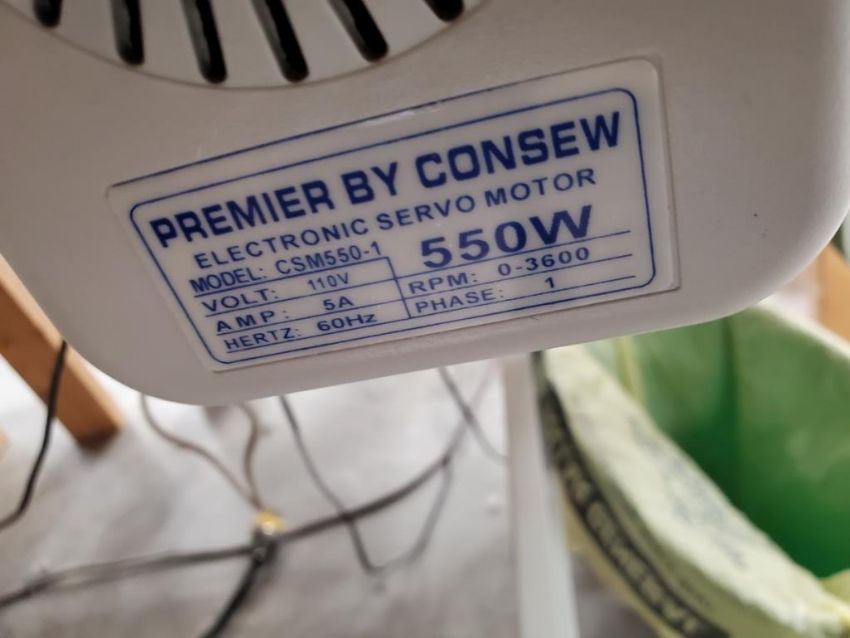 PREMIER BY CONSEW
ELECTRONIC SERVO MOTOR
MODEL: CSM550-1 550W
VOLT: 110V RPM: 0-3600
AMP: 5A PHASE: 1
HERTZ: 60Hz